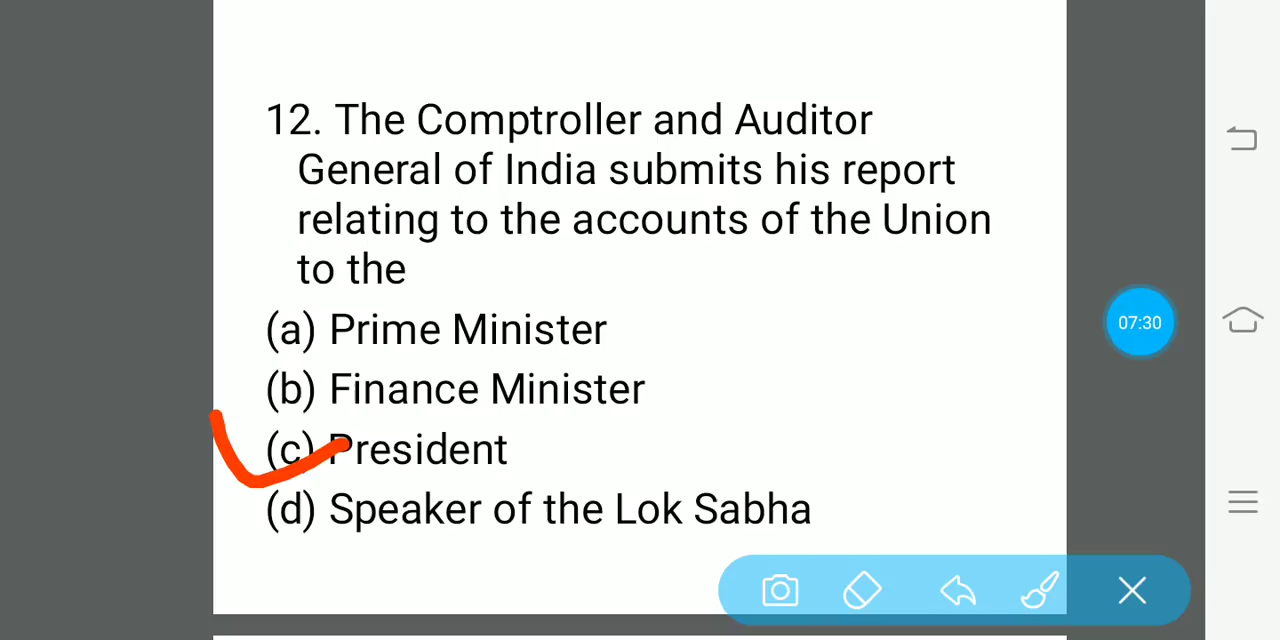 12. The Comptroller and Auditor
General of India submits his report
relating to the accounts of the Union
to the
(a) Prime Minister
(b) Finance Minister
(c) President
(d) Speaker of the Lok Sabha
07:30